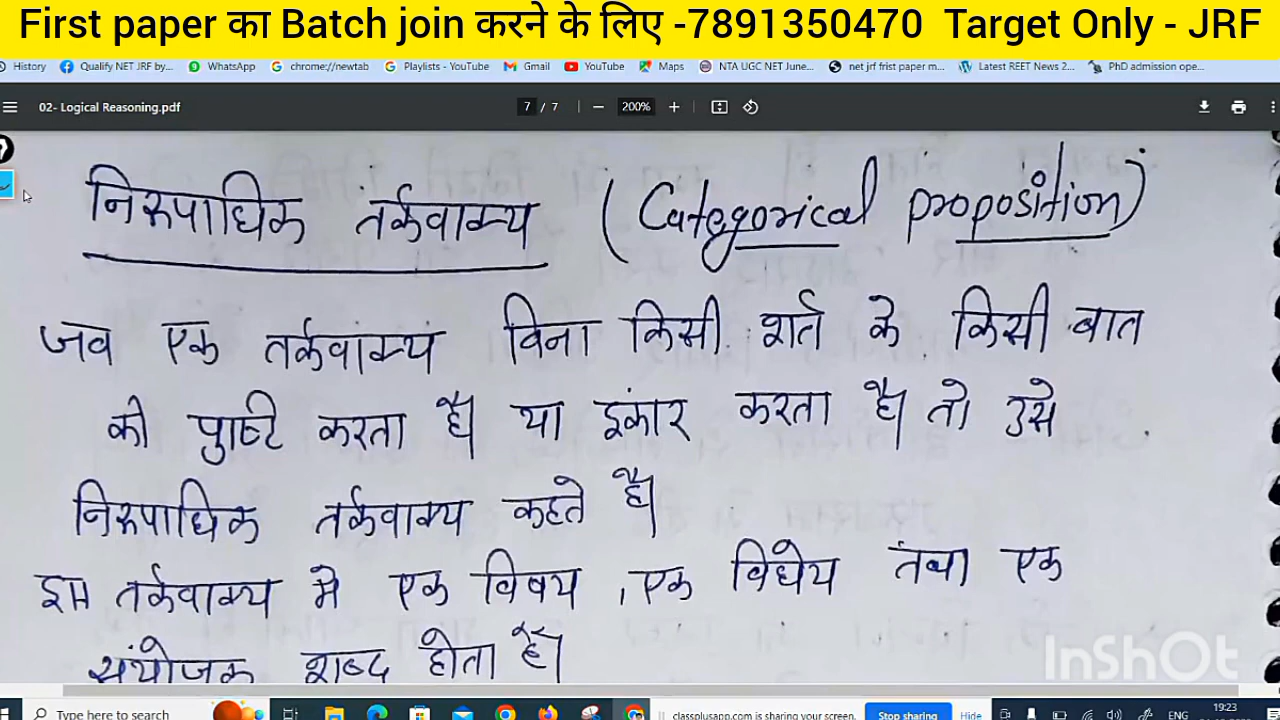 First paper का Batch join करने के लिए -7891350470 Target Only - JRF
History Qualify NET JRF by... WhatsApp chrome://newtab Playlists - YouTube Gmail YouTube Maps NTA UGC NET June... net jrf frist paper m... Latest REET News 2... PhD admission ope...
02- Logical Reasoning.pdf 7 / 7 — 200% +
निरुपाधिक तर्कवाक्य (Categorical proposition)
जब एक तर्कवाक्य बिना किसी शर्त के किसी बात
की पुष्टि करता है। या इंकार करता है। तो उसे
निरुपाधिक तर्कवाक्य कहते है।
इस तर्कवाक्य मे एक विषय , एक विधेय तथा एक
संयोजक शब्द होता है।
InShOt
Type here to search classplusapp.com is sharing your screen. Stop sharing Hide ENG 19:23